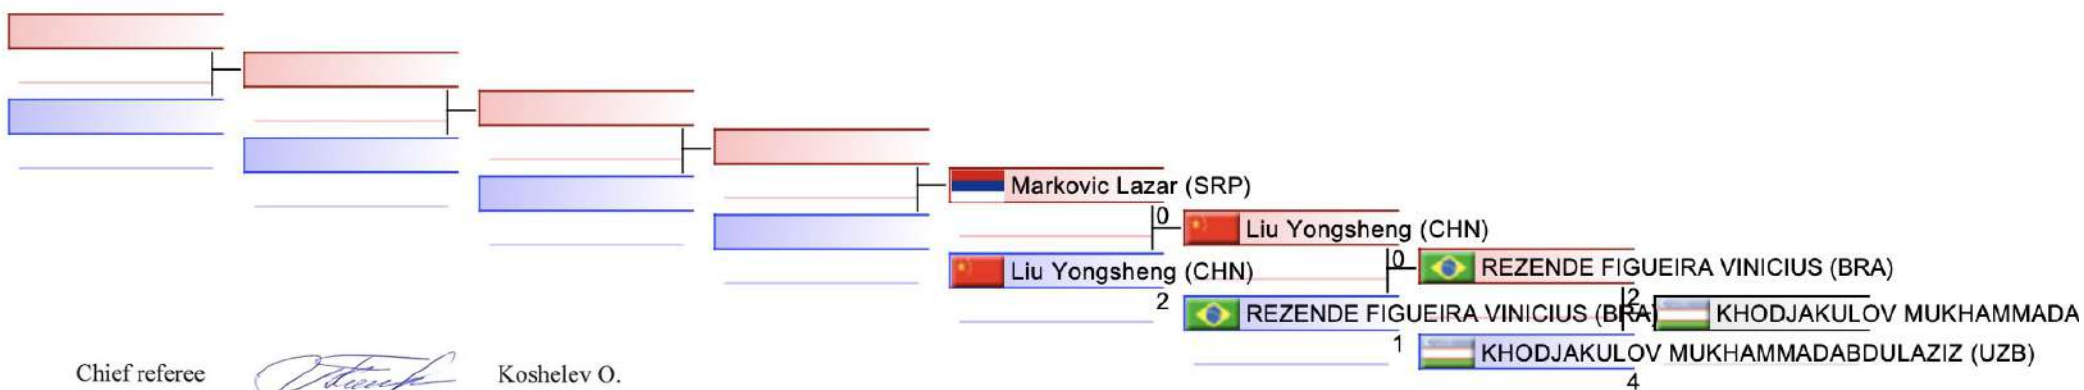 Markovic Lazar (SRP)
0
Liu Yongsheng (CHN)
Liu Yongsheng (CHN)
0
REZENDE FIGUEIRA VINICIUS (BRA)
2
REZENDE FIGUEIRA VINICIUS (BRA)
2
KHODJAKULOV MUKHAMMADA
1
KHODJAKULOV MUKHAMMADABDULAZIZ (UZB)
4
Chief referee
Koshelev O.